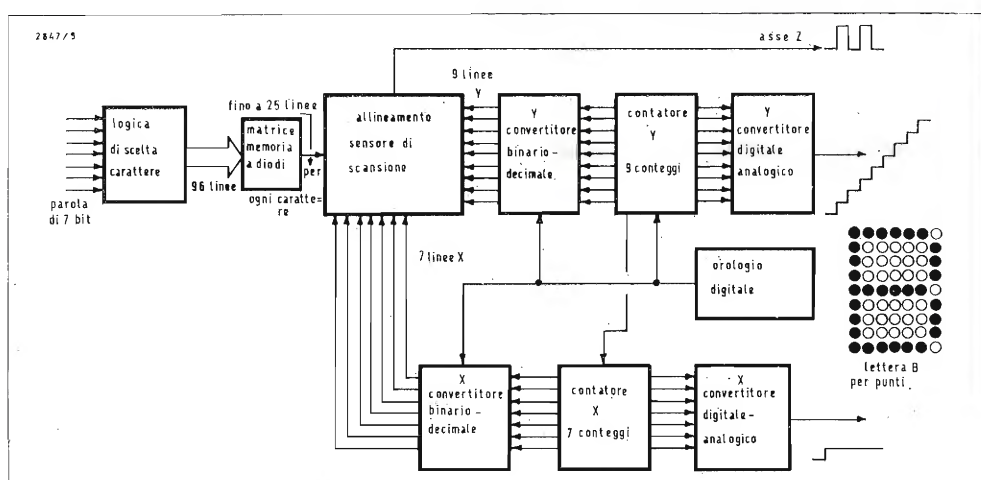 2847/5
asse Z
9 linee
Y
fino a 25 linee
logica
di scelta
carattere
matrice
memoria
a diodi
per
96 linee
ogni caratte=
re
parola
di 7 bit
allineamento
sensore di
scansione
Y
convertitore
binario-
decimale
contatore
Y
9 conteggi
Y
convertitore
digitale
analogico
7 linee X
orologio
digitale
lettera B
per punti
X
convertitore
binario-
decimale
contatore
X
7 conteggi
X
convertitore
digitale-
analogico